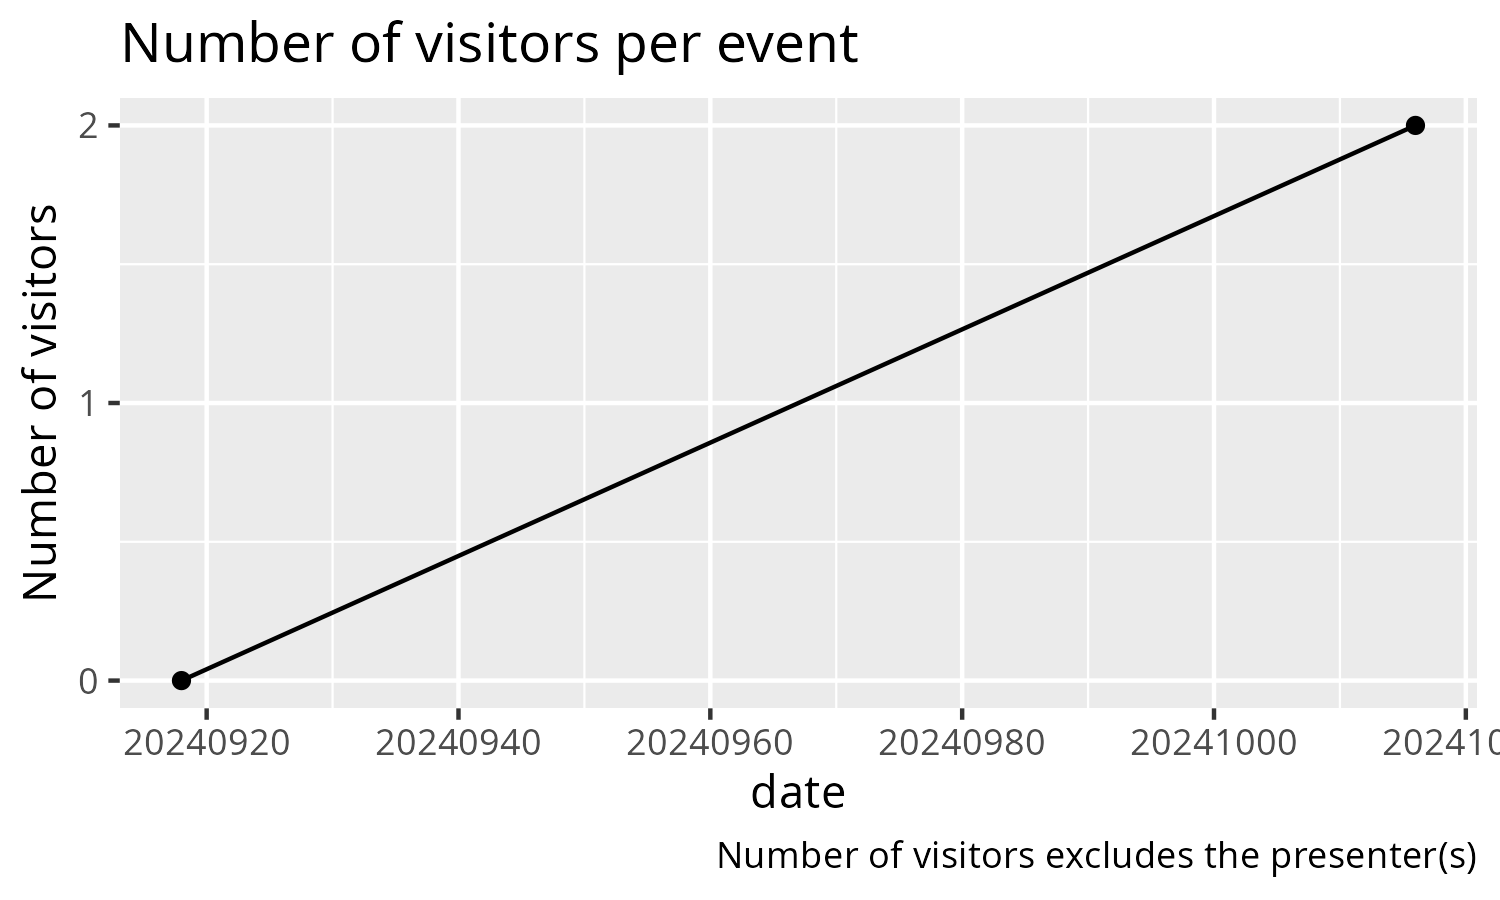 Number of visitors per event
Number of visitors
2
1
0
20240920 20240940 20240960 20240980 20241000 202410
date
Number of visitors excludes the presenter(s)